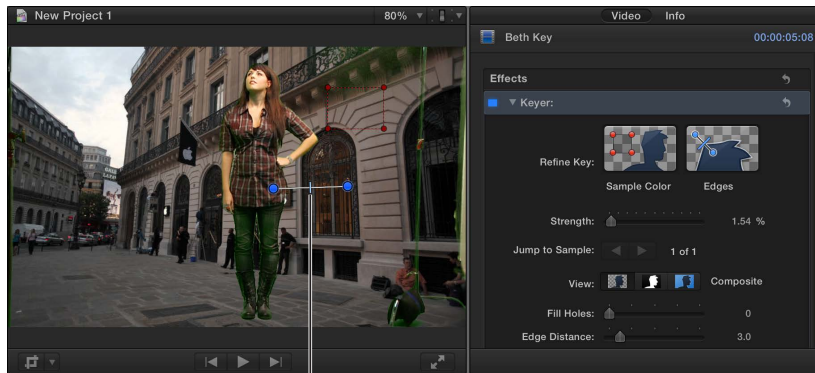 New Project 1
80%
Video
Info
Beth Key
00:00:05:08
Effects
Keyer:
Refine Key:
Sample Color
Edges
Strength:
1.54 %
Jump to Sample:
1 of 1
View:
Composite
Fill Holes:
0
Edge Distance:
3.0